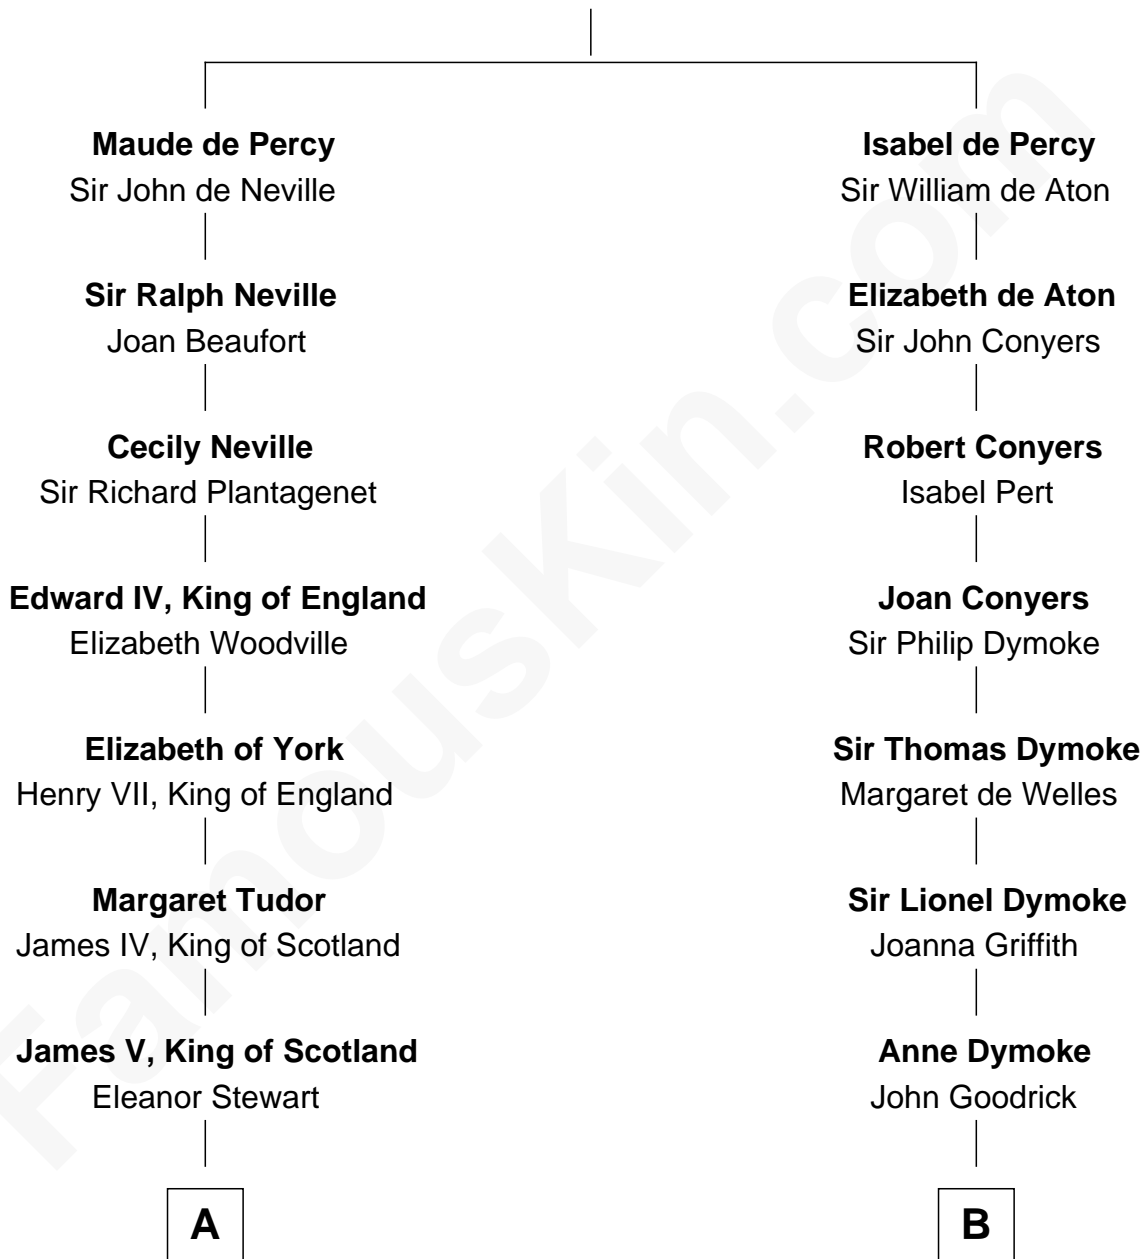 Maude de Percy
Sir John de Neville
Sir Ralph Neville
Joan Beaufort
Cecily Neville
Sir Richard Plantagenet
Edward IV, King of England
Elizabeth Woodville
Elizabeth of York
Henry VII, King of England
Margaret Tudor
James IV, King of Scotland
James V, King of Scotland
Eleanor Stewart
A
Isabel de Percy
Sir William de Aton
Elizabeth de Aton
Sir John Conyers
Robert Conyers
Isabel Pert
Joan Conyers
Sir Philip Dymoke
Sir Thomas Dymoke
Margaret de Welles
Sir Lionel Dymoke
Joanna Griffith
Anne Dymoke
John Goodrick
B
FamousKin.com